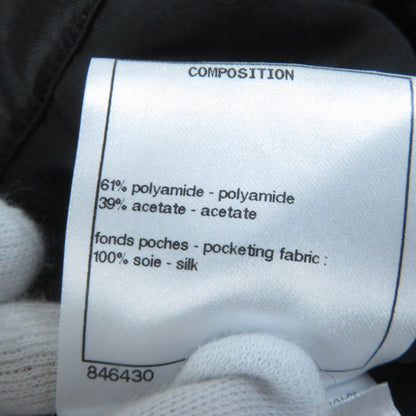 COMPOSITION
61% polyamide - polyamide
39% acetate - acetate
fonds poches - pocketing fabric :
100% soie - silk
846430